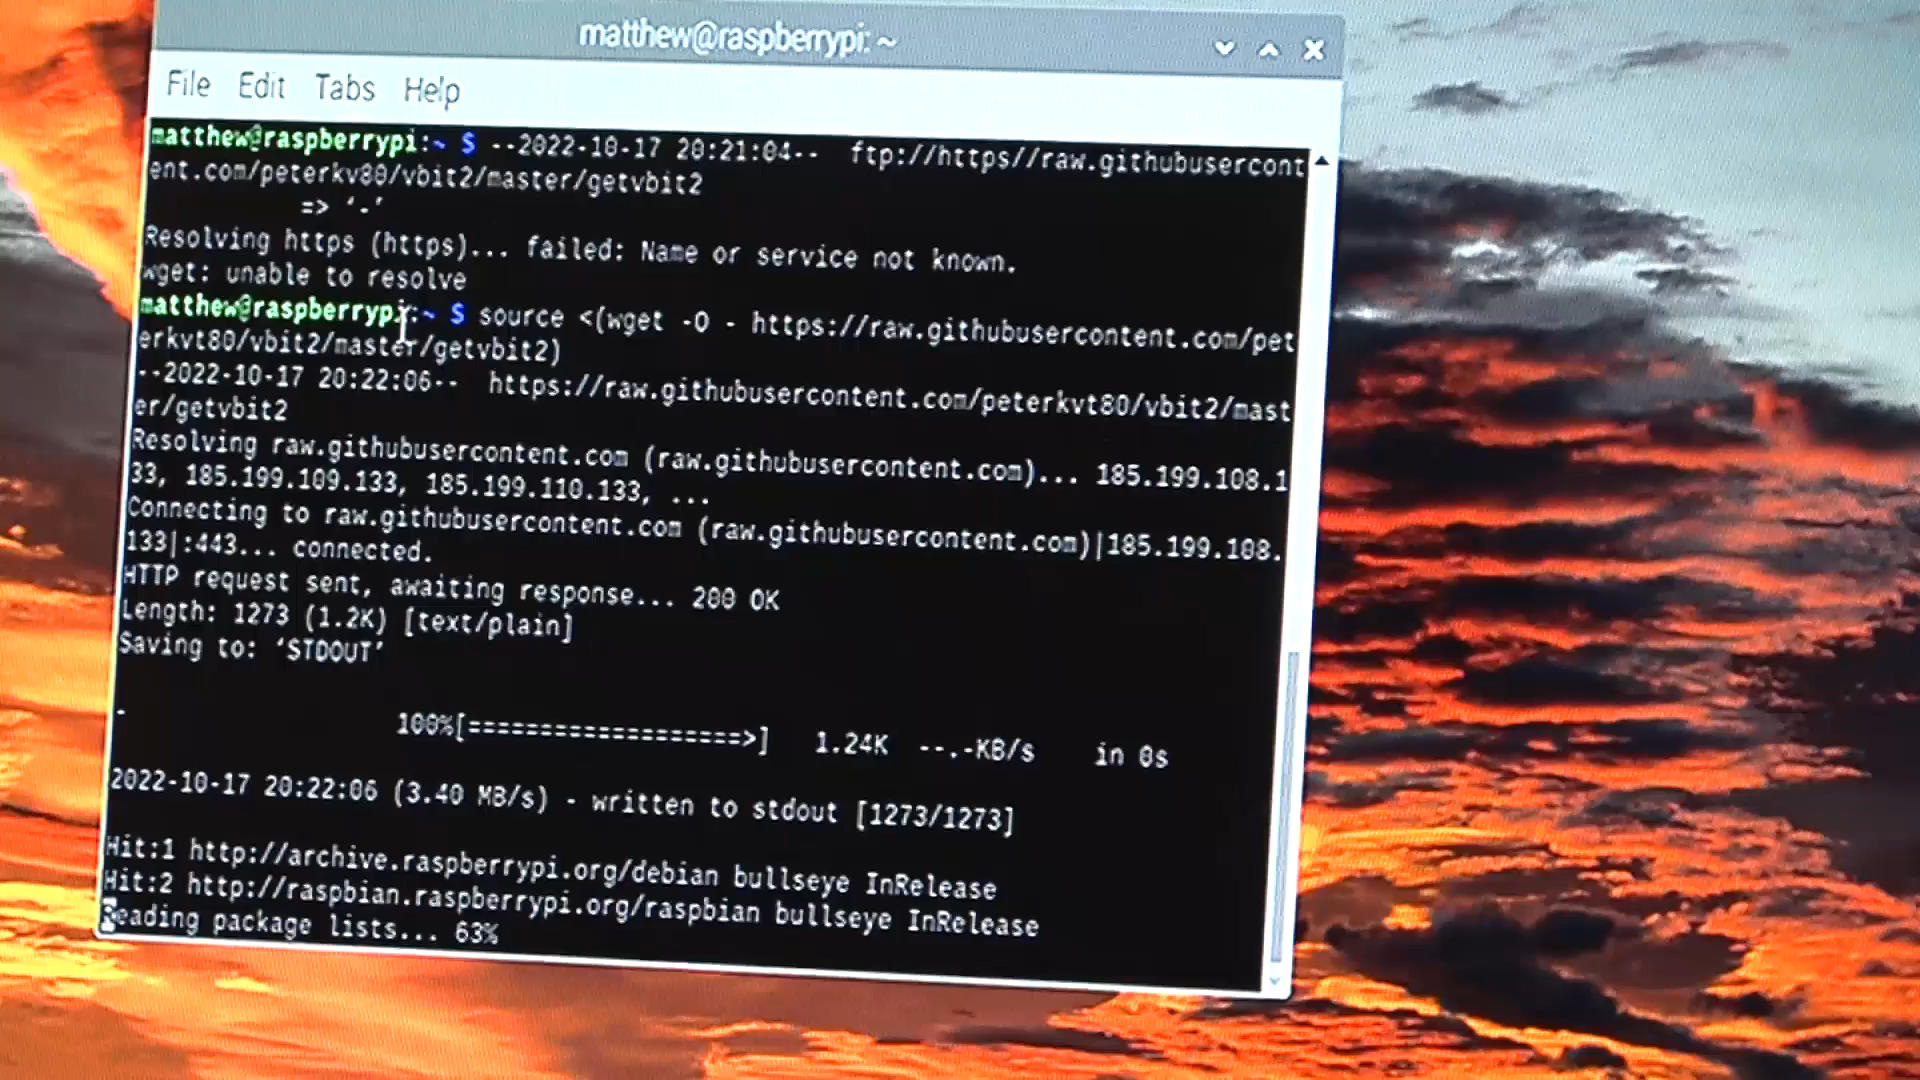 matthew@raspberrypi: ~
File Edit Tabs Help
matthew@raspberrypi:~ $ --2022-10-17 20:21:04-- ftp://https//raw.githubusercont
ent.com/peterkv80/vbit2/master/getvbit2
=> ‘.’
Resolving https (https)... failed: Name or service not known.
wget: unable to resolve
matthew@raspberrypi:~ $ source <(wget -O - https://raw.githubusercontent.com/pet
erkvt80/vbit2/master/getvbit2)
--2022-10-17 20:22:06-- https://raw.githubusercontent.com/peterkvt80/vbit2/mast
er/getvbit2
Resolving raw.githubusercontent.com (raw.githubusercontent.com)... 185.199.108.1
33, 185.199.109.133, 185.199.110.133, ...
Connecting to raw.githubusercontent.com (raw.githubusercontent.com)|185.199.108.
133|:443... connected.
HTTP request sent, awaiting response... 200 OK
Length: 1273 (1.2K) [text/plain]
Saving to: ‘STDOUT’
- 100%[===================>] 1.24K --.-KB/s in 0s
2022-10-17 20:22:06 (3.40 MB/s) - written to stdout [1273/1273]
Hit:1 http://archive.raspberrypi.org/debian bullseye InRelease
Hit:2 http://raspbian.raspberrypi.org/raspbian bullseye InRelease
Reading package lists... 63%